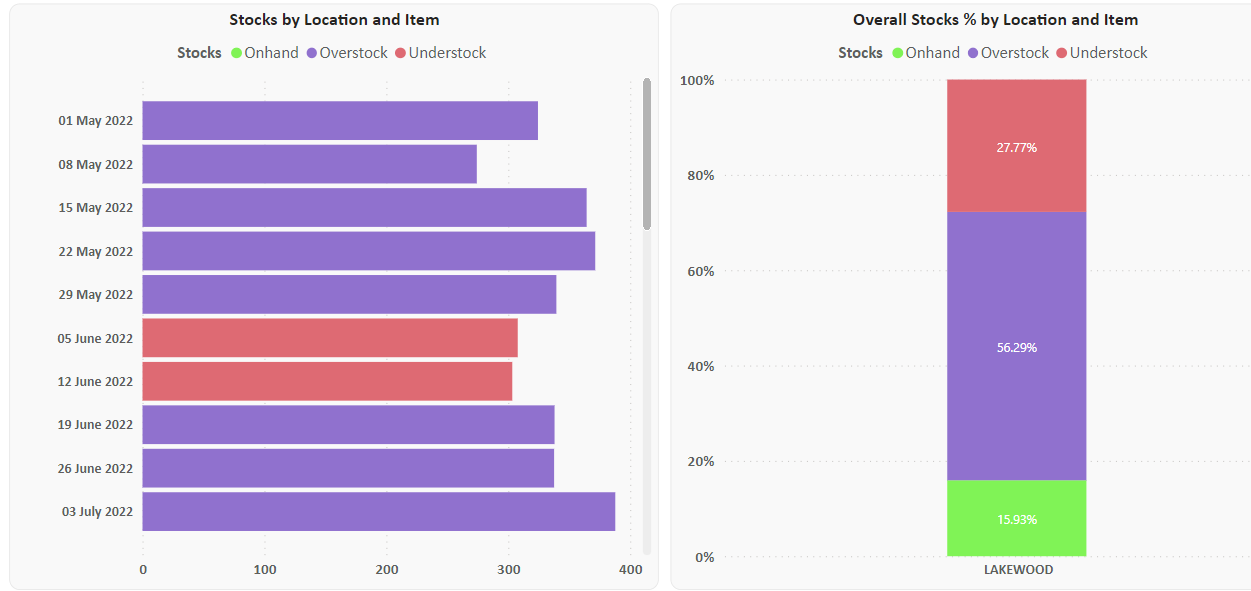 Stocks by Location and Item
Stocks Onhand Overstock Understock
01 May 2022
08 May 2022
15 May 2022
22 May 2022
29 May 2022
05 June 2022
12 June 2022
19 June 2022
26 June 2022
03 July 2022
0 100 200 300 400
Overall Stocks % by Location and Item
Stocks Onhand Overstock Understock
100%
80%
60%
40%
20%
0%
27.77%
56.29%
15.93%
LAKEWOOD